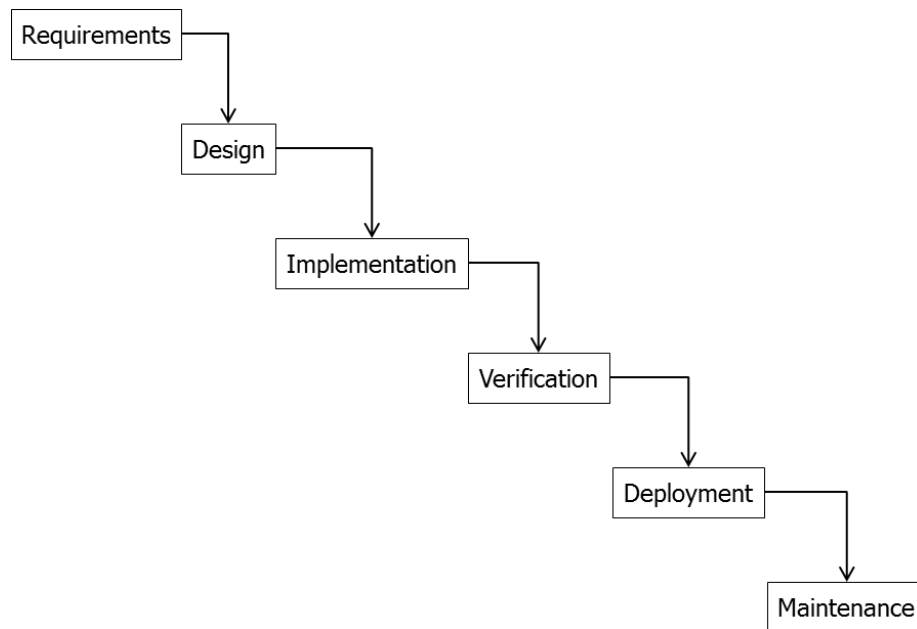 Requirements
Design
Implementation
Verification
Deployment
Maintenance